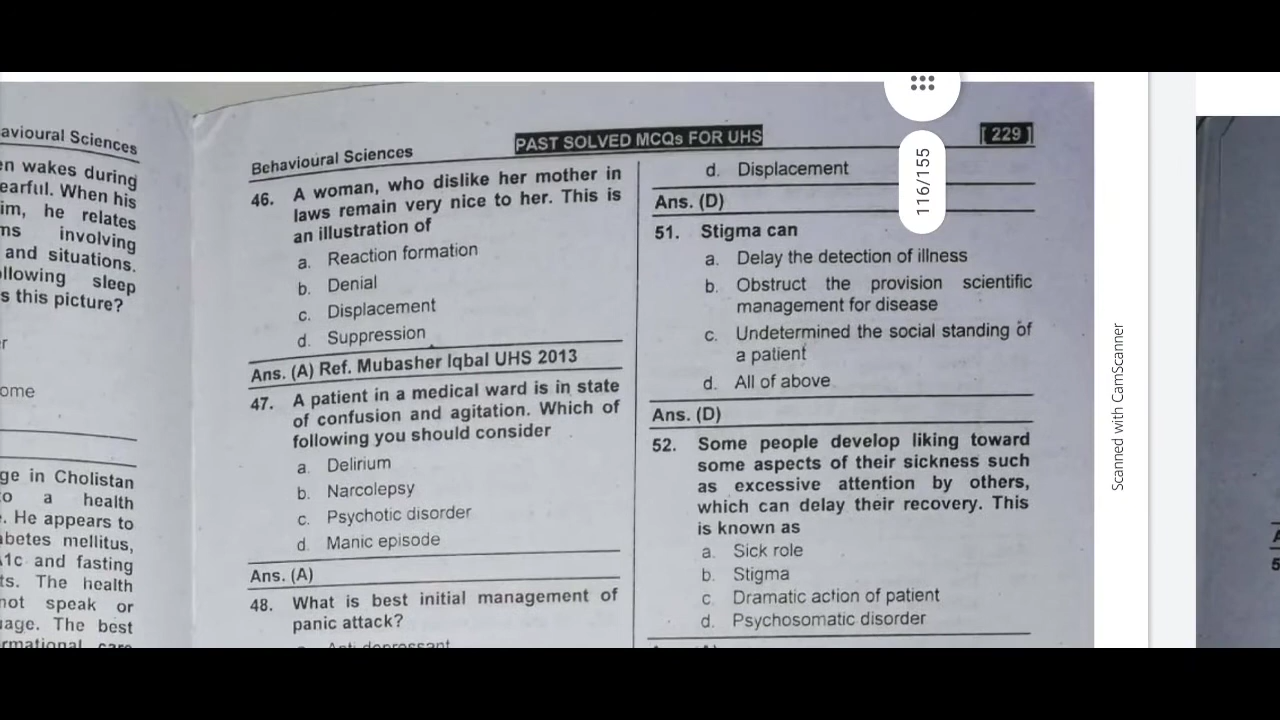 avioural Sciences
en wakes during
earful. When his
im, he relates
ms involving
and situations.
llowing sleep
s this picture?
r
ome
ge in Cholistan
o a health
. He appears to
abetes mellitus,
1c and fasting
ts. The health
not speak or
uage. The best
Behavioural Sciences
PAST SOLVED MCQs FOR UHS
[ 229 ]
46. A woman, who dislike her mother in
laws remain very nice to her. This is
an illustration of
a. Reaction formation
b. Denial
c. Displacement
d. Suppression
Ans. (A) Ref. Mubasher Iqbal UHS 2013
47. A patient in a medical ward is in state
of confusion and agitation. Which of
following you should consider
a. Delirium
b. Narcolepsy
c. Psychotic disorder
d. Manic episode
Ans. (A)
48. What is best initial management of
panic attack?
d. Displacement
Ans. (D)
51. Stigma can
a. Delay the detection of illness
b. Obstruct the provision scientific
management for disease
c. Undetermined the social standing of
a patient
d. All of above
Ans. (D)
52. Some people develop liking toward
some aspects of their sickness such
as excessive attention by others,
which can delay their recovery. This
is known as
a. Sick role
b. Stigma
c. Dramatic action of patient
d. Psychosomatic disorder
116/155
Scanned with CamScanner
5